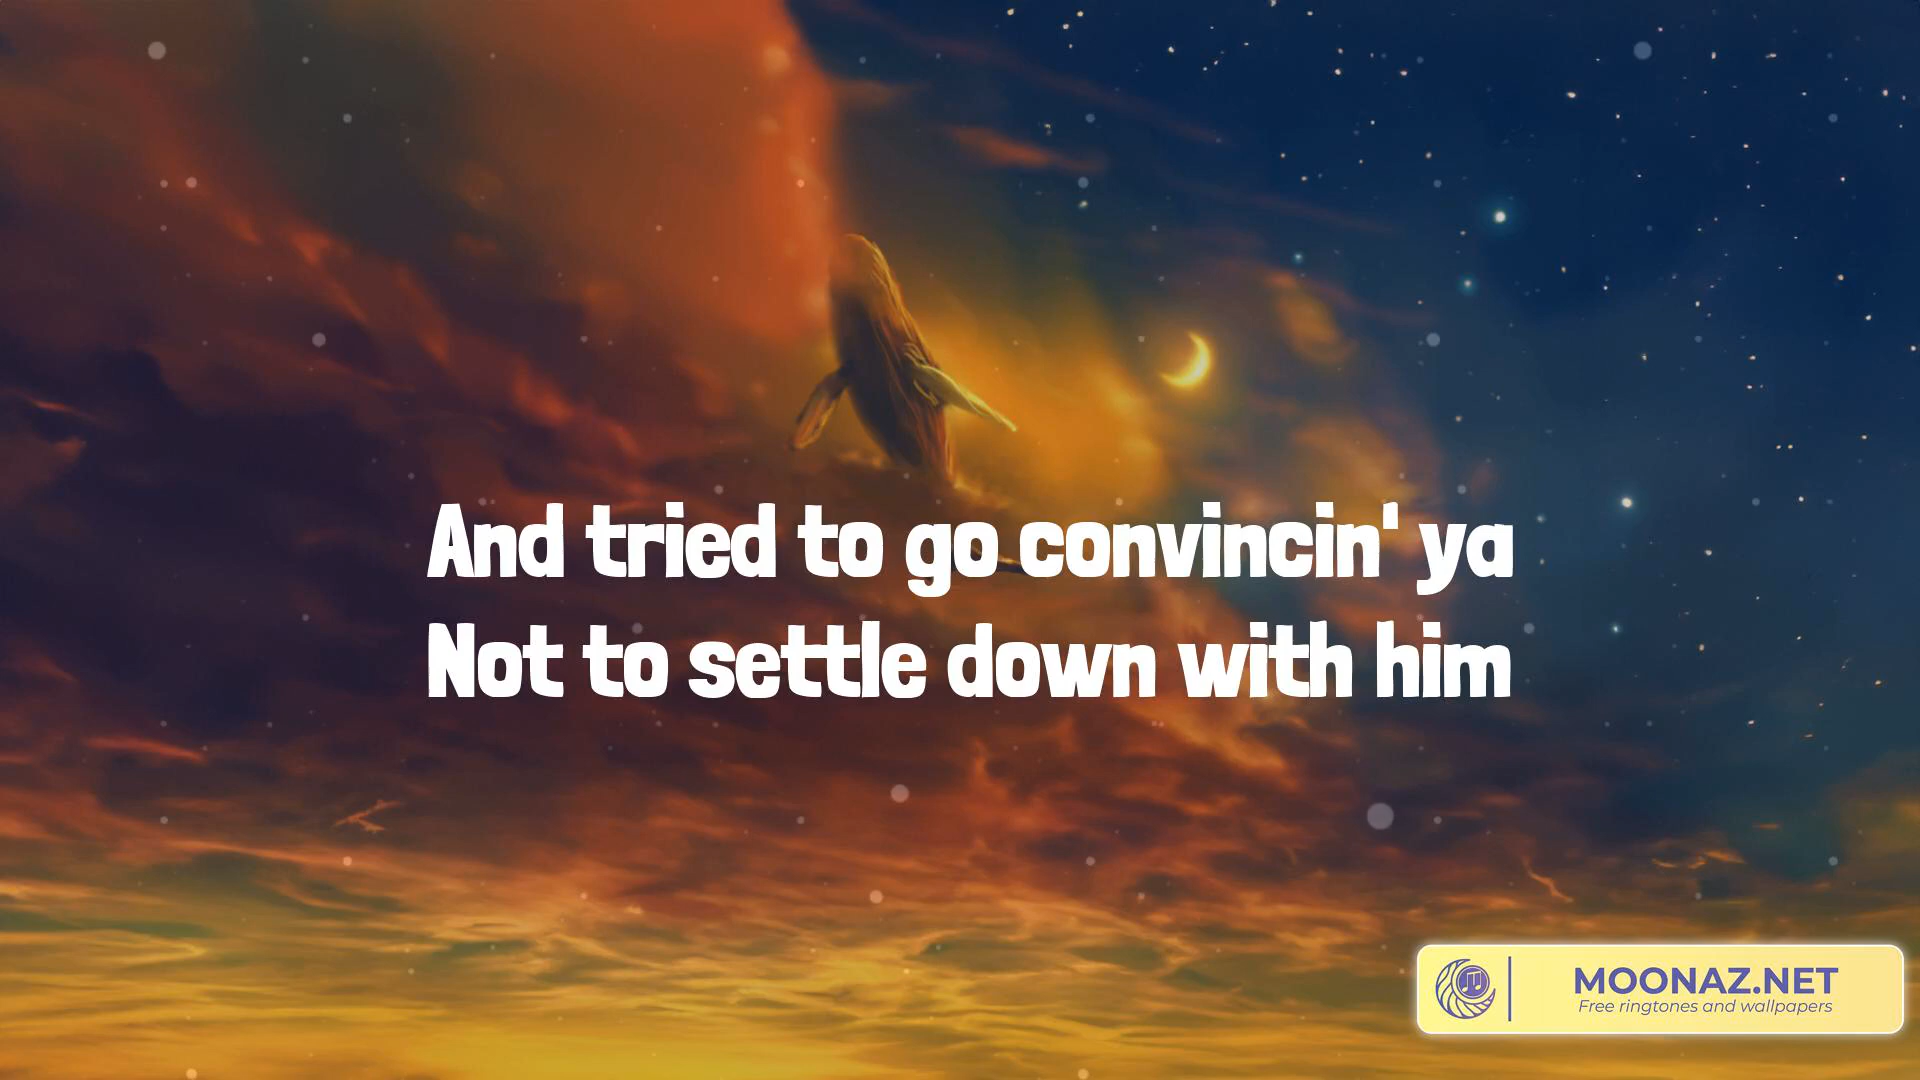 And tried to go convincin' ya
Not to settle down with him
MOONAZ.NET
Free ringtones and wallpapers